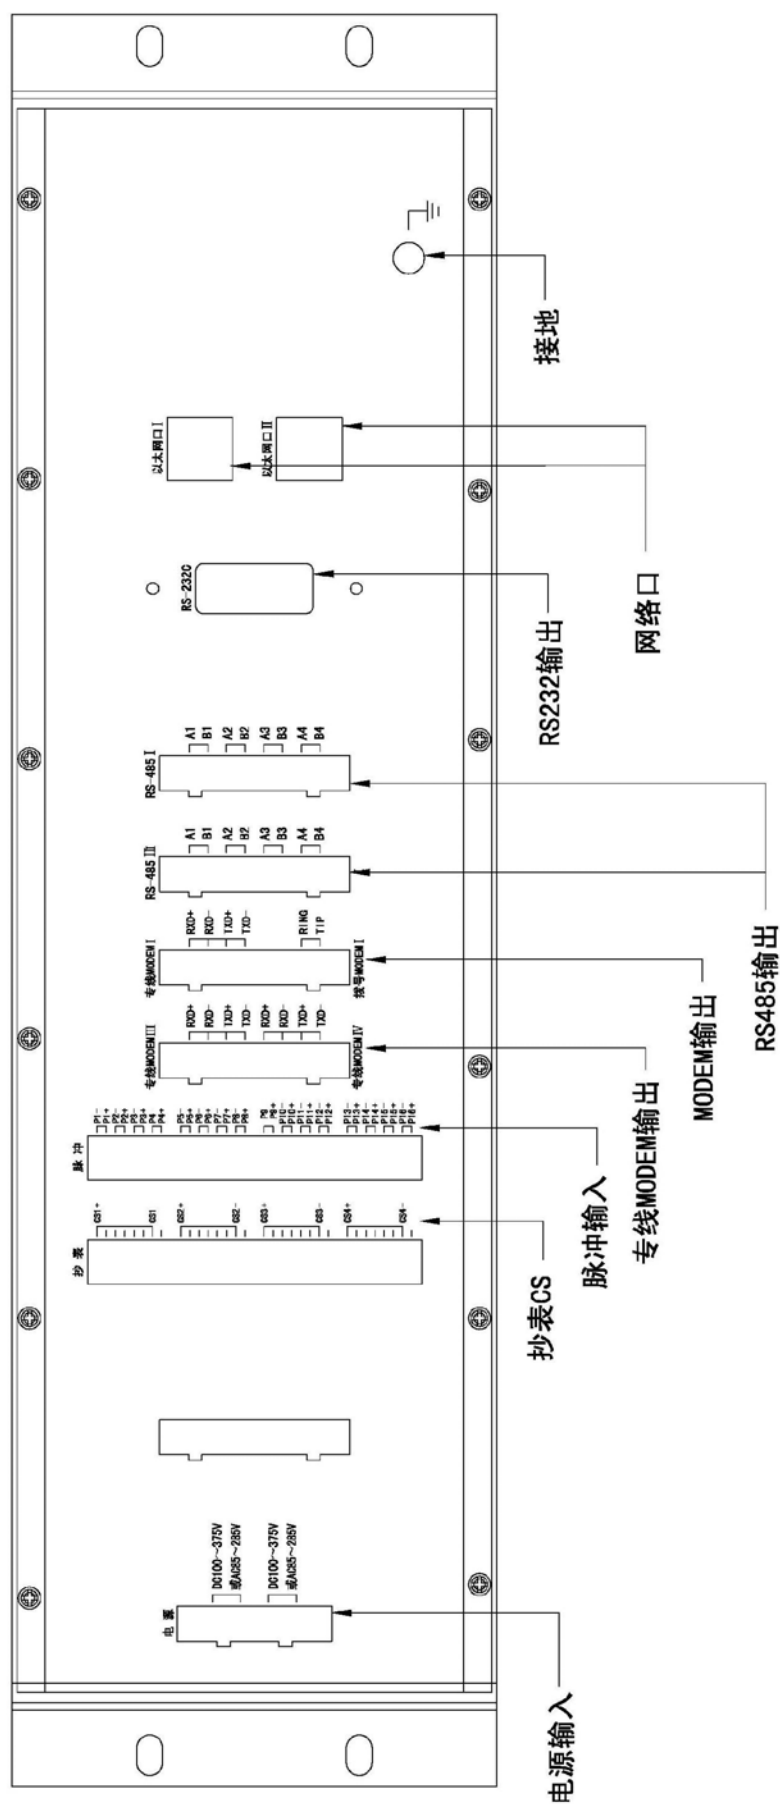 电 源
DC100～375V
或AC85～265V
DC100～375V
或AC85～265V
抄 表
CS1+
CS1
CS2+
CS2-
CS3+
CS3-
CS4+
CS4-
脉 冲
P1-
P1+
P2-
P2+
P3-
P3+
P4
P4+
P5-
P5+
P6-
P6+
P7-
P7+
P8-
P8+
P9
P9+
P10-
P10+
P11-
P11+
P12-
P12+
P13-
P13+
P14-
P14+
P15-
P15+
P16-
P16+
专线MODEMⅢ
RXD+
RXD-
TXD+
TXD-
RXD+
RXD-
TXD+
TXD-
专线MODEMⅣ
专线MODEMⅠ
RXD+
RXD-
TXD+
TXD-
RING
TIP
拨号MODEMⅠ
RS-485 Ⅱ
A1
B1
A2
B2
A3
B3
A4
B4
RS-485 Ⅰ
A1
B1
A2
B2
A3
B3
A4
B4
RS-232C
以太网口Ⅰ
以太网口Ⅱ
电源输入
抄表CS
脉冲输入
专线MODEM输出
MODEM输出
RS485输出
RS232输出
网络口
接地